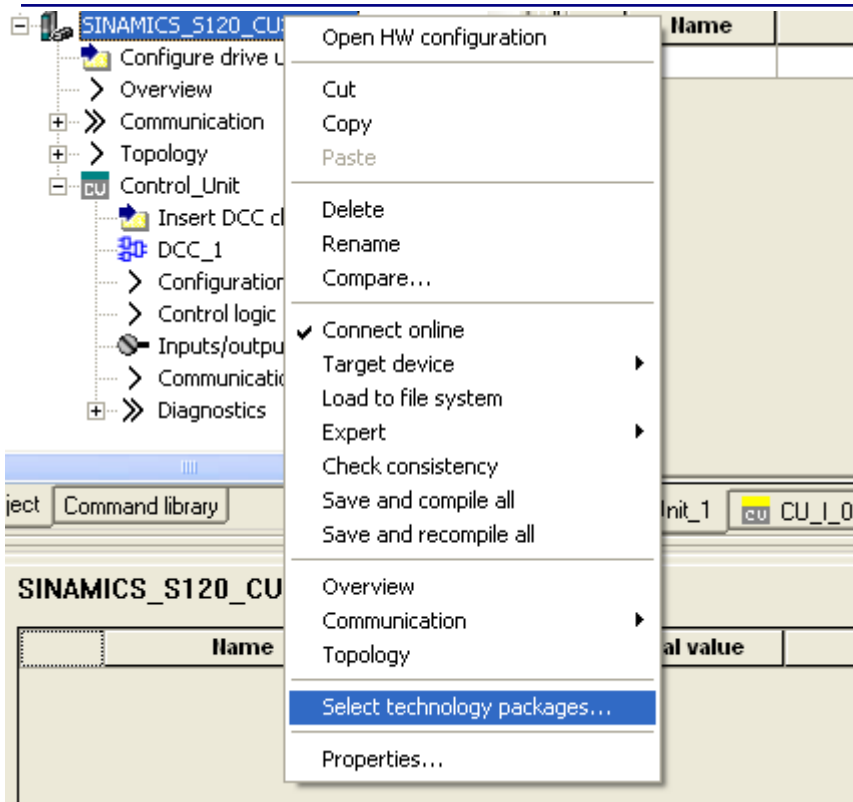 SINAMICS_S120_CU
Configure drive u
Overview
Communication
Topology
Control_Unit
Insert DCC cl
DCC_1
Configuration
Control logic
Inputs/outpu
Communicatio
Diagnostics
ject Command library
Open HW configuration
Cut
Copy
Paste
Delete
Rename
Compare...
Connect online
Target device
Load to file system
Expert
Check consistency
Save and compile all
Save and recompile all
Overview
Communication
Topology
Select technology packages...
Properties...
Name
nit_1 CU_I_0
SINAMICS_S120_CU
Name al value